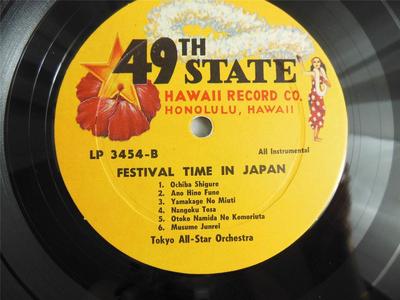 49TH
STATE
HAWAII RECORD CO.
HONOLULU, HAWAII
LP 3454-B
All Instrumental
FESTIVAL TIME IN JAPAN
1. Ochiba Shigure
2. Ano Hino Fune
3. Yamakage No Miuti
4. Nangoku Tosa
5. Otoko Namida No Komoriuta
6. Musume Junrei
Tokyo All-Star Orchestra